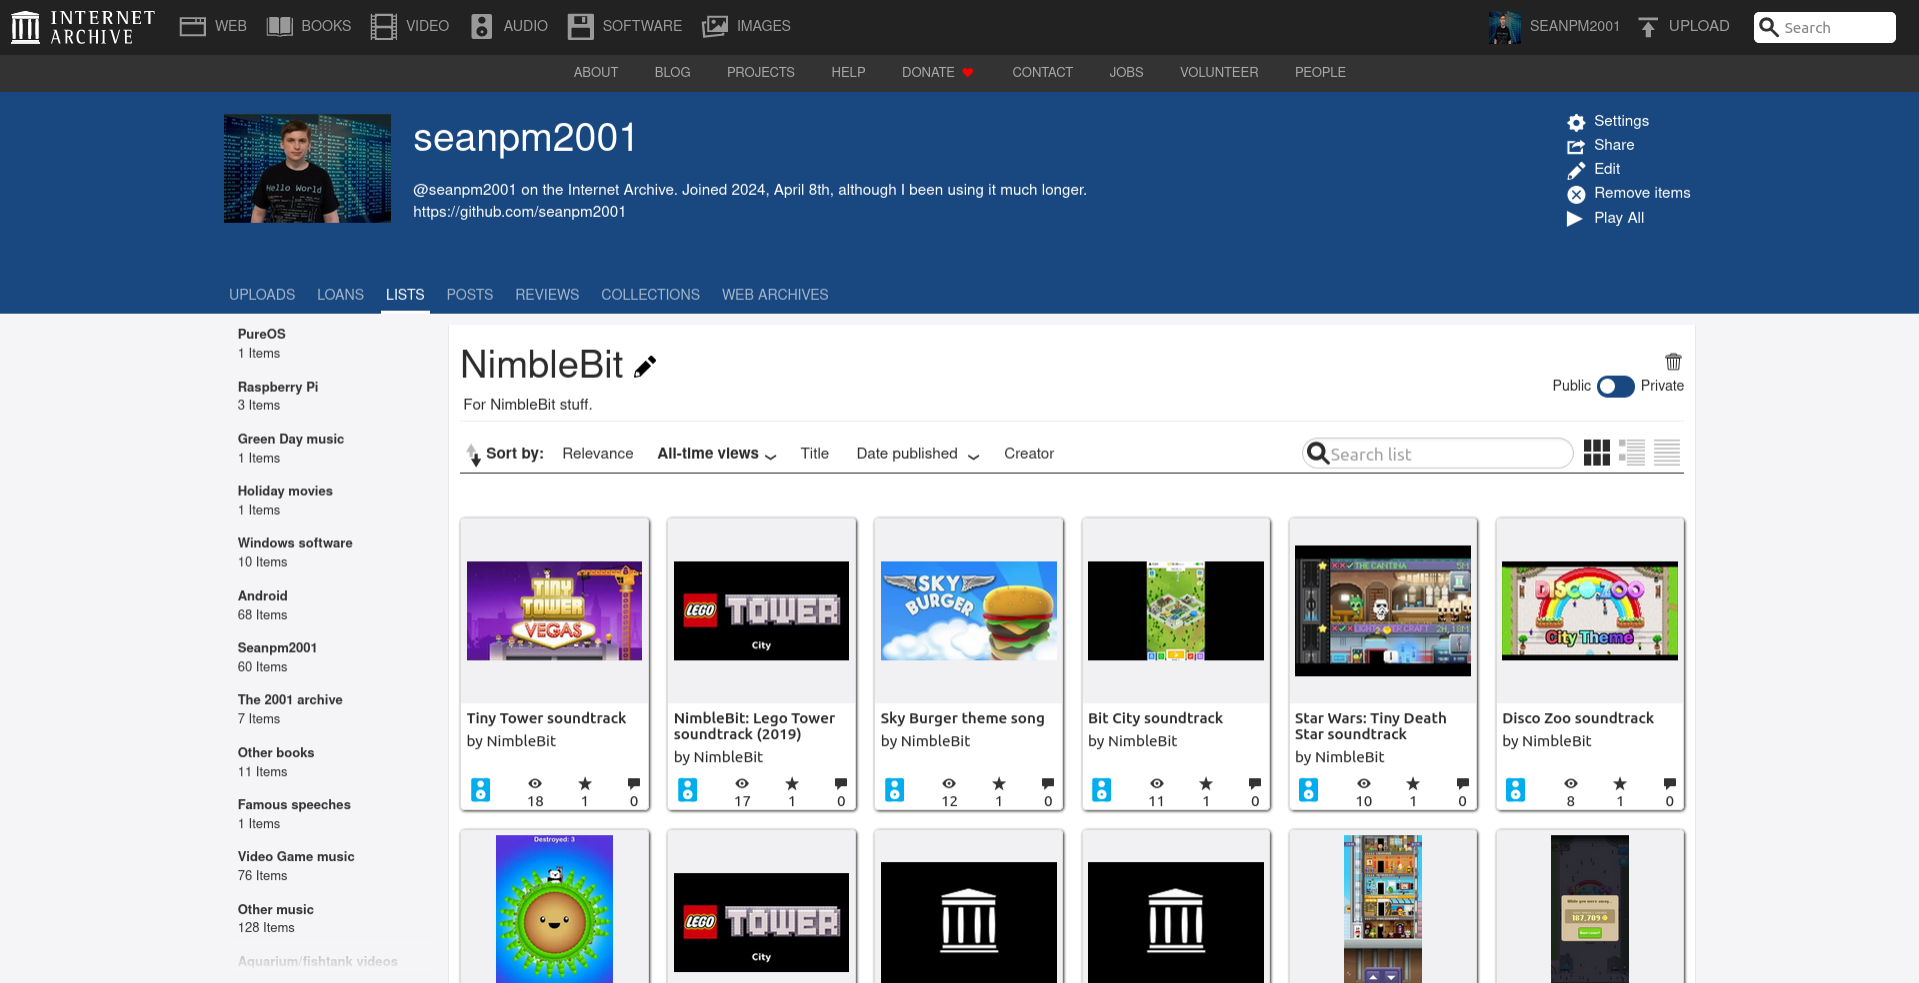 INTERNET
ARCHIVE
WEB
BOOKS
VIDEO
AUDIO
SOFTWARE
IMAGES
SEANPM2001
UPLOAD
Search
ABOUT
BLOG
PROJECTS
HELP
DONATE
CONTACT
JOBS
VOLUNTEER
PEOPLE
Hello World
seanpm2001
@seanpm2001 on the Internet Archive. Joined 2024, April 8th, although I been using it much longer.
https://github.com/seanpm2001
Settings
Share
Edit
Remove items
Play All
UPLOADS
LOANS
LISTS
POSTS
REVIEWS
COLLECTIONS
WEB ARCHIVES
PureOS
1 Items
Raspberry Pi
3 Items
Green Day music
1 Items
Holiday movies
1 Items
Windows software
10 Items
Android
68 Items
Seanpm2001
60 Items
The 2001 archive
7 Items
Other books
11 Items
Famous speeches
1 Items
Video Game music
76 Items
Other music
128 Items
Aquarium/fishtank videos
NimbleBit
For NimbleBit stuff.
Public
Private
Sort by:
Relevance
All-time views
Title
Date published
Creator
Search list
TINY
TOWER
VEGAS
Tiny Tower soundtrack
by NimbleBit
18
1
0
LEGO TOWER
City
NimbleBit: Lego Tower
soundtrack (2019)
by NimbleBit
17
1
0
SKY
BURGER
Sky Burger theme song
by NimbleBit
12
1
0
Bit City soundtrack
by NimbleBit
11
1
0
THE CANTINA
5M
2H, 18M
Star Wars: Tiny Death
Star soundtrack
by NimbleBit
10
1
0
DISCO ZOO
City Theme
Disco Zoo soundtrack
by NimbleBit
8
1
0
Destroyed: 3
LEGO TOWER
City
While you were away...
187,789